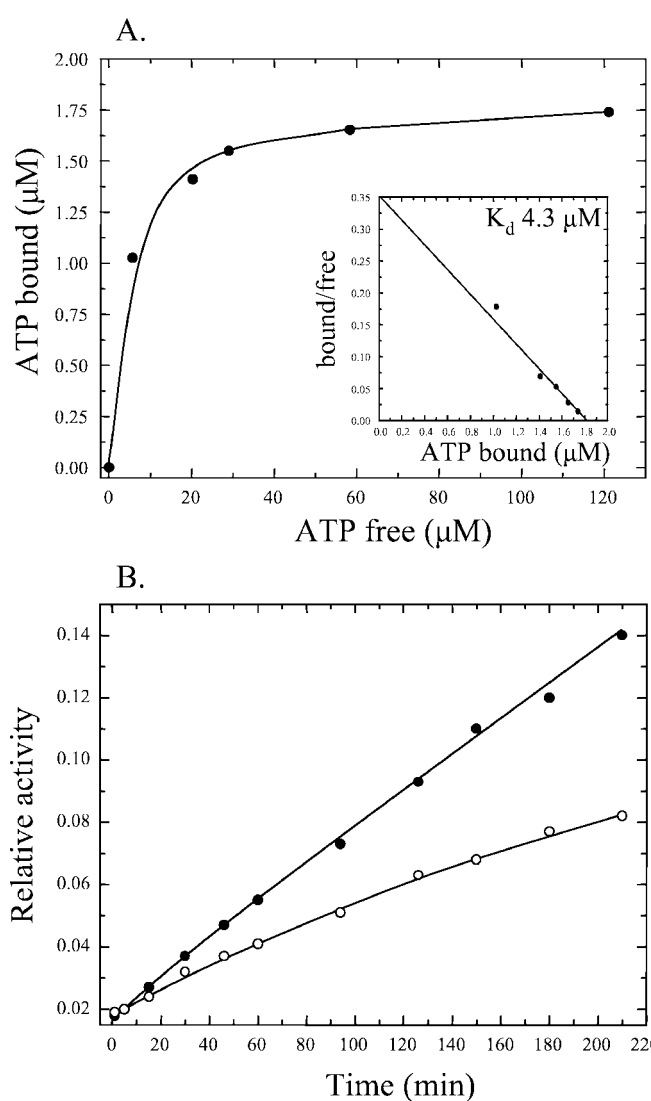 A.
ATP bound (μM)
2.00
1.75
1.50
1.25
1.00
0.75
0.50
0.25
0.00
0 20 40 60 80 100 120
ATP free (μM)
K_d 4.3 μM
bound/free
0.35
0.30
0.25
0.20
0.15
0.10
0.05
0.00
0.0 0.2 0.4 0.6 0.8 1.0 1.2 1.4 1.6 1.8 2.0
ATP bound (μM)
B.
Relative activity
0.14
0.12
0.10
0.08
0.06
0.04
0.02
0 20 40 60 80 100 120 140 160 180 200 220
Time (min)